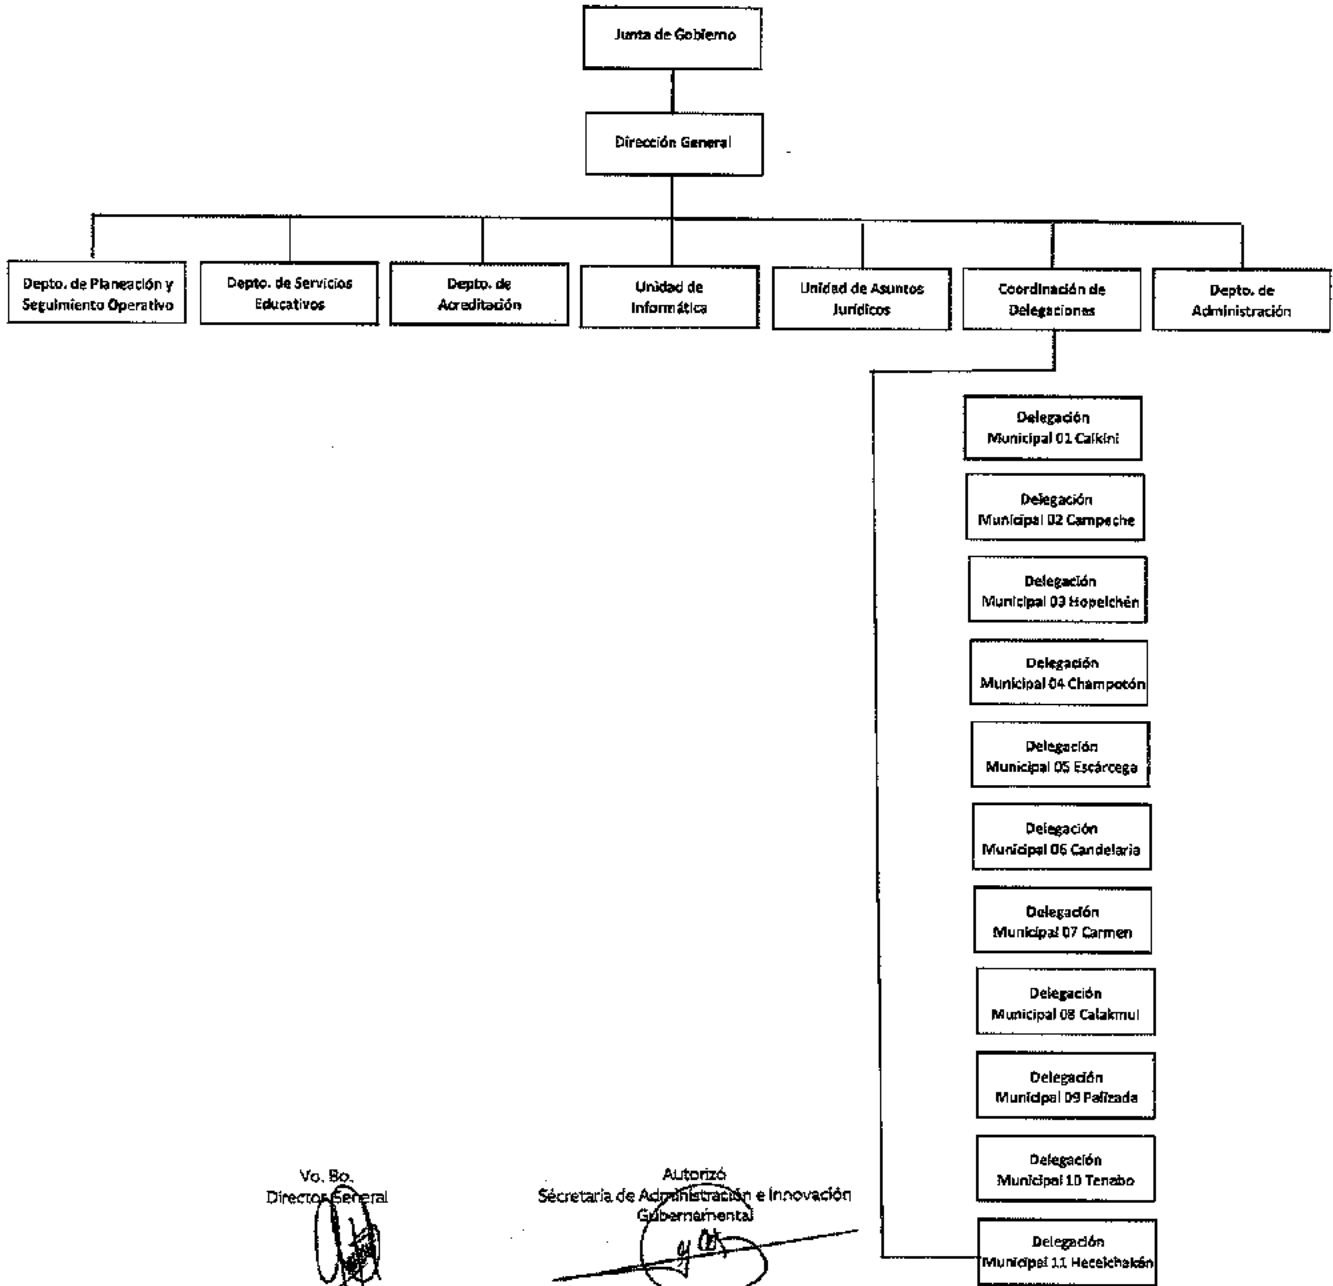 Junta de Gobierno
Dirección General
Depto. de Planeación y
Seguimiento Operativo
Depto. de Servicios
Educativos
Depto. de
Acreditación
Unidad de
Informática
Unidad de Asuntos
Jurídicos
Coordinación de
Delegaciones
Depto. de
Administración
Delegación
Municipal 01 Calkiní
Delegación
Municipal 02 Campeche
Delegación
Municipal 03 Hopelchén
Delegación
Municipal 04 Champotón
Delegación
Municipal 05 Escárcega
Delegación
Municipal 06 Candelaria
Delegación
Municipal 07 Carmen
Delegación
Municipal 08 Calakmul
Delegación
Municipal 09 Palizada
Delegación
Municipal 10 Tenabo
Delegación
Municipal 11 Hecelchakán
Vo. Bo.
Director General
Autorizó
Secretaria de Administración e Innovación
Gubernamental